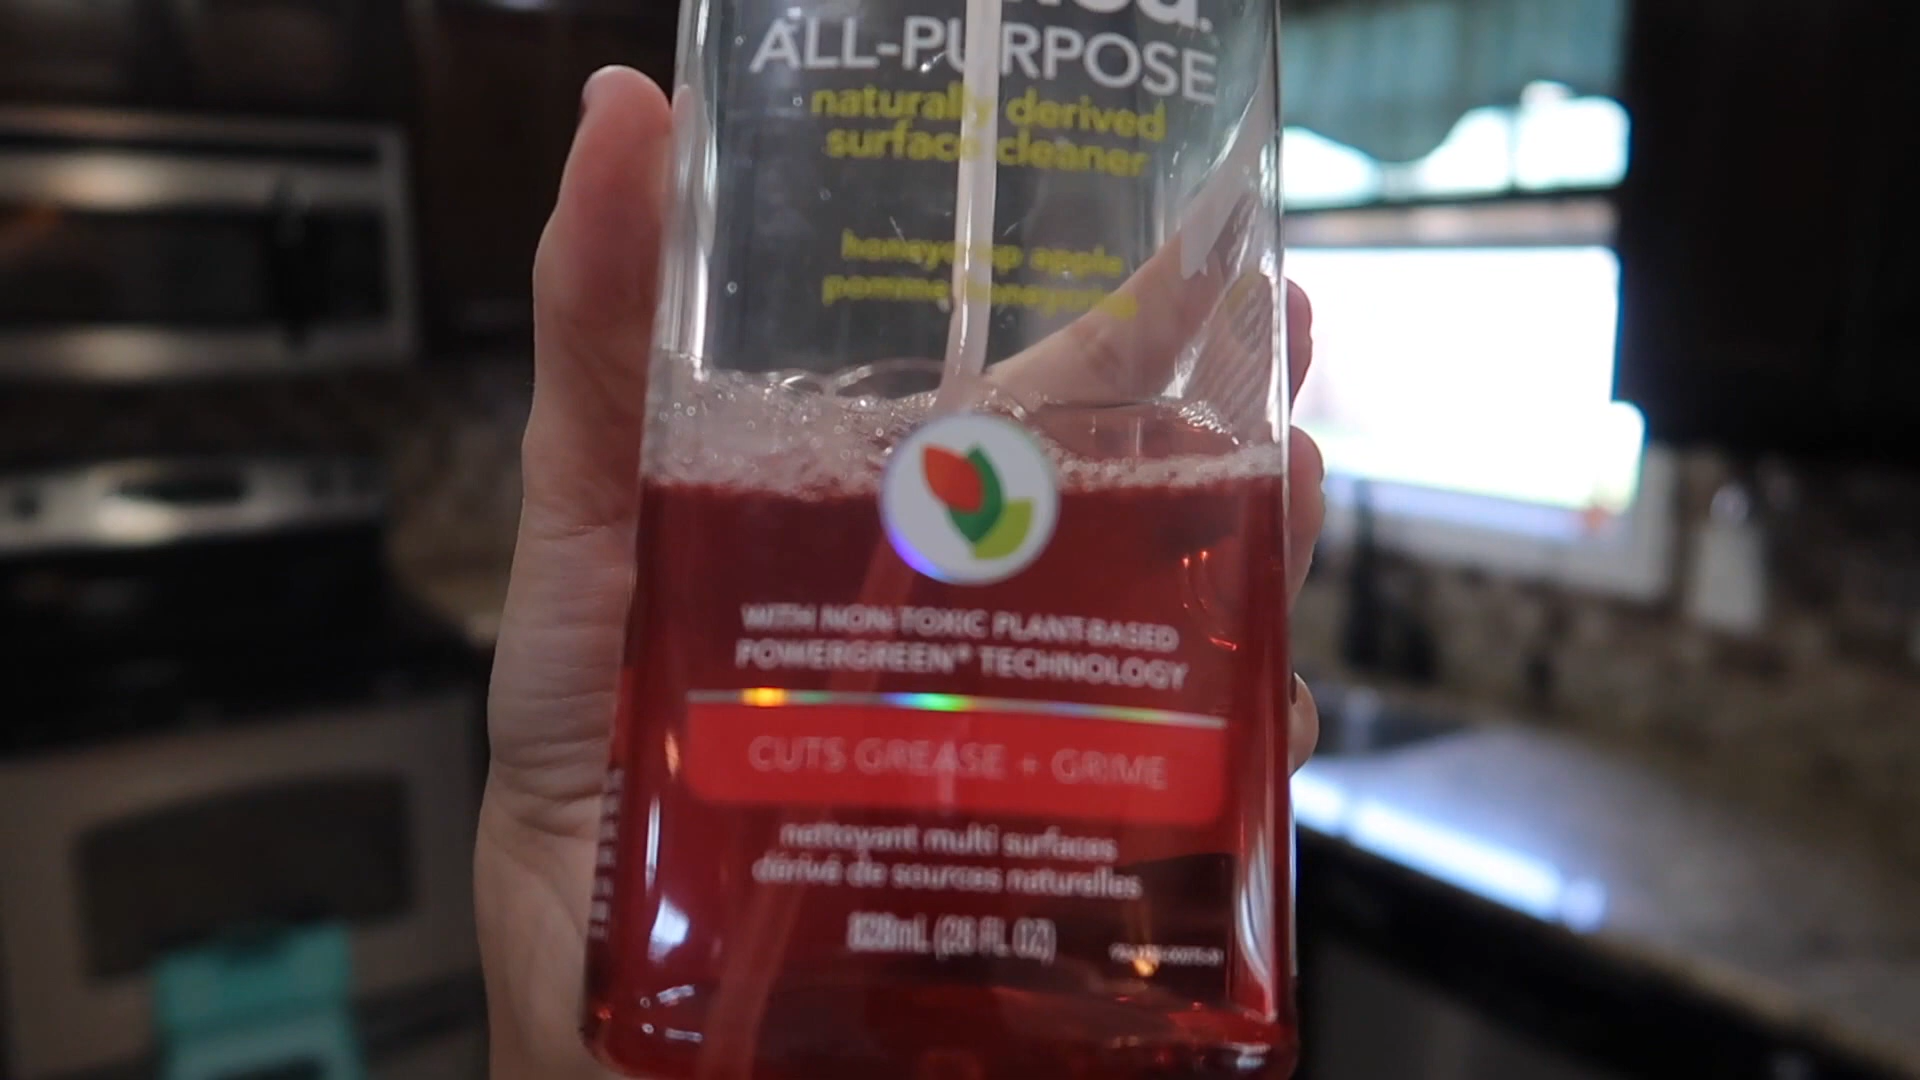 ALL-PURPOSE
naturally derived
surface cleaner
honeycrisp apple
pomme honeycrisp
WITH NON-TOXIC PLANT-BASED
POWERGREEN® TECHNOLOGY
CUTS GREASE + GRIME
nettoyant multi surfaces
dérivé de sources naturelles
828mL (28 FL OZ)